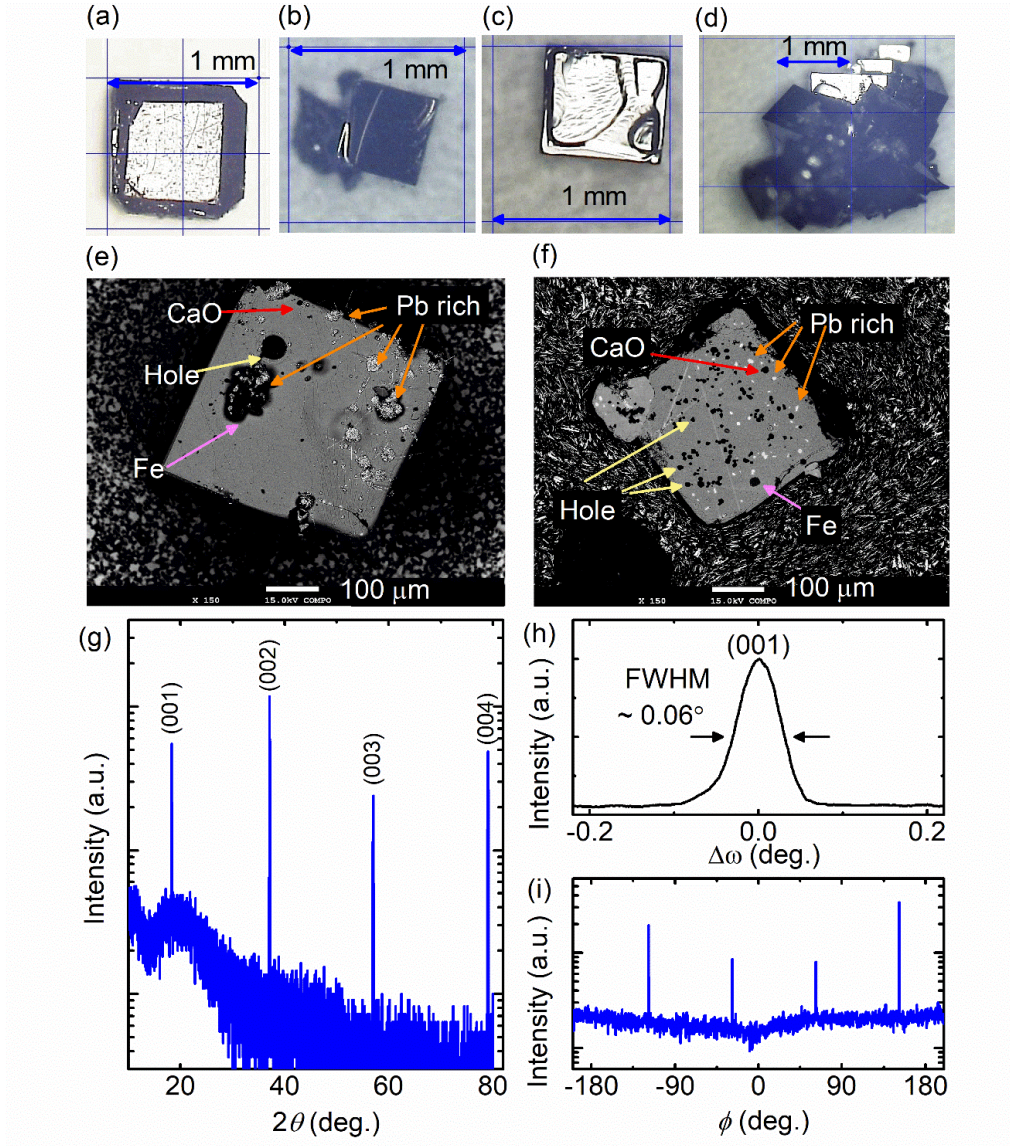 (a)
(b)
(c)
(d)
1 mm
1 mm
1 mm
1 mm
(e)
CaO
Pb rich
Hole
Fe
100 μm
X 150 15.0kV COMPO
(f)
Pb rich
CaO
Hole
Fe
100 μm
X 150 15.0kV COMPO
(g)
Intensity (a.u.)
(001)
(002)
(003)
(004)
20 40 60 80
2θ (deg.)
(h)
Intensity (a.u.)
(001)
FWHM
~ 0.06°
-0.2 0.0 0.2
Δω (deg.)
(i)
Intensity (a.u.)
-180 -90 0 90 180
ϕ (deg.)